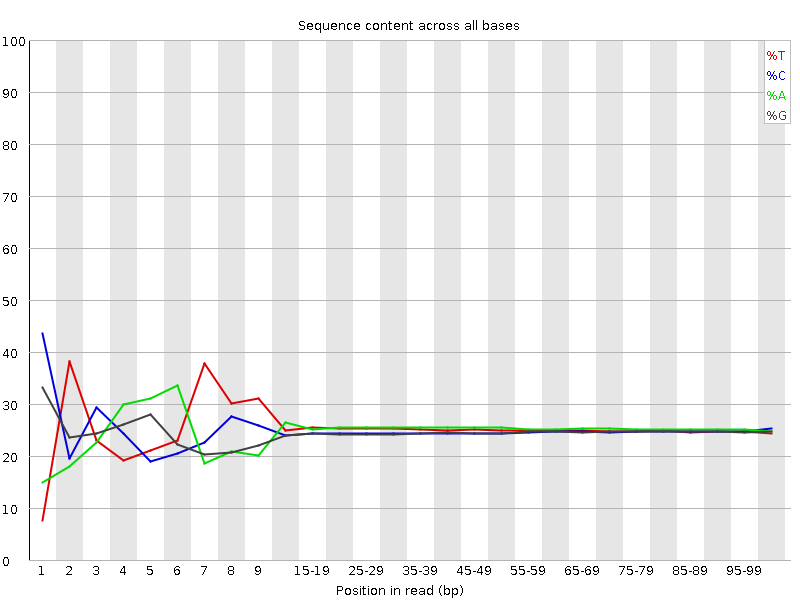 Sequence content across all bases
100
90
80
70
60
50
40
30
20
10
0
%T
%C
%A
%G
1 2 3 4 5 6 7 8 9 15-19 25-29 35-39 45-49 55-59 65-69 75-79 85-89 95-99
Position in read (bp)